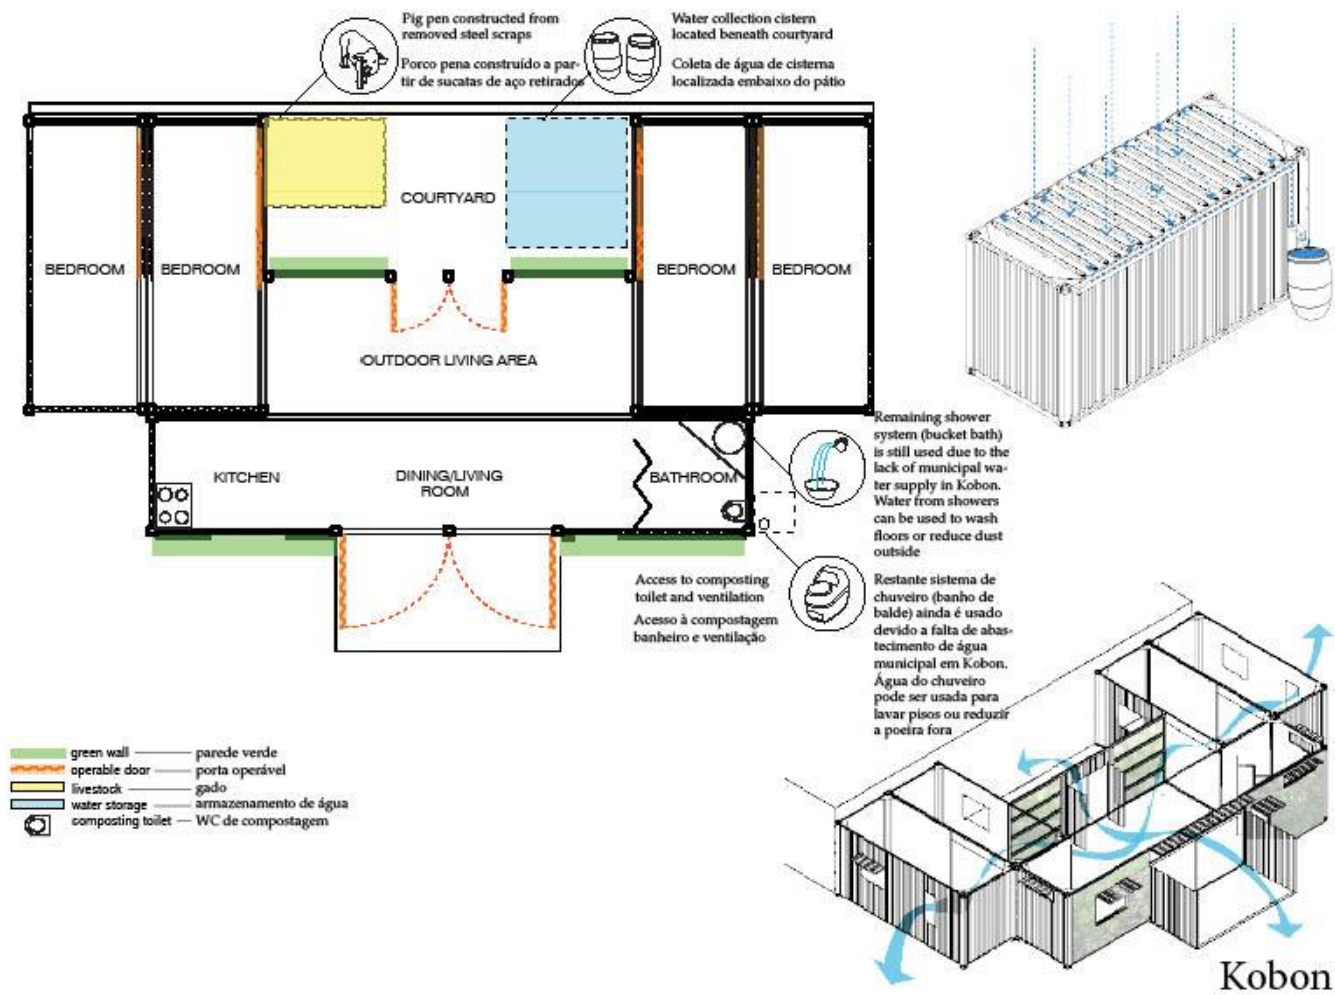 Pig pen constructed from
removed steel scraps
Porco pena construído a par-
tir de sucatas de aço retirados
Water collection cistern
located beneath courtyard
Coleta de água de cisterna
localizada embaixo do pátio
COURTYARD
BEDROOM
BEDROOM
BEDROOM
BEDROOM
OUTDOOR LIVING AREA
KITCHEN
DINING/LIVING
ROOM
BATHROOM
Remaining shower
system (bucket bath)
is still used due to the
lack of municipal wa-
ter supply in Kobon.
Water from showers
can be used to wash
floors or reduce dust
outside
Restante sistema de
chuveiro (banho de
balde) ainda é usado
devido a falta de abas-
tecimento de água
municipal em Kobon.
Água do chuveiro
pode ser usada para
lavar pisos ou reduzir
a poeira fora
Access to composting
toilet and ventilation
Acesso à compostagem
banheiro e ventilação
green wall parede verde
operable door porta operável
livestock gado
water storage armazenamento de água
composting toilet WC de compostagem
Kobon